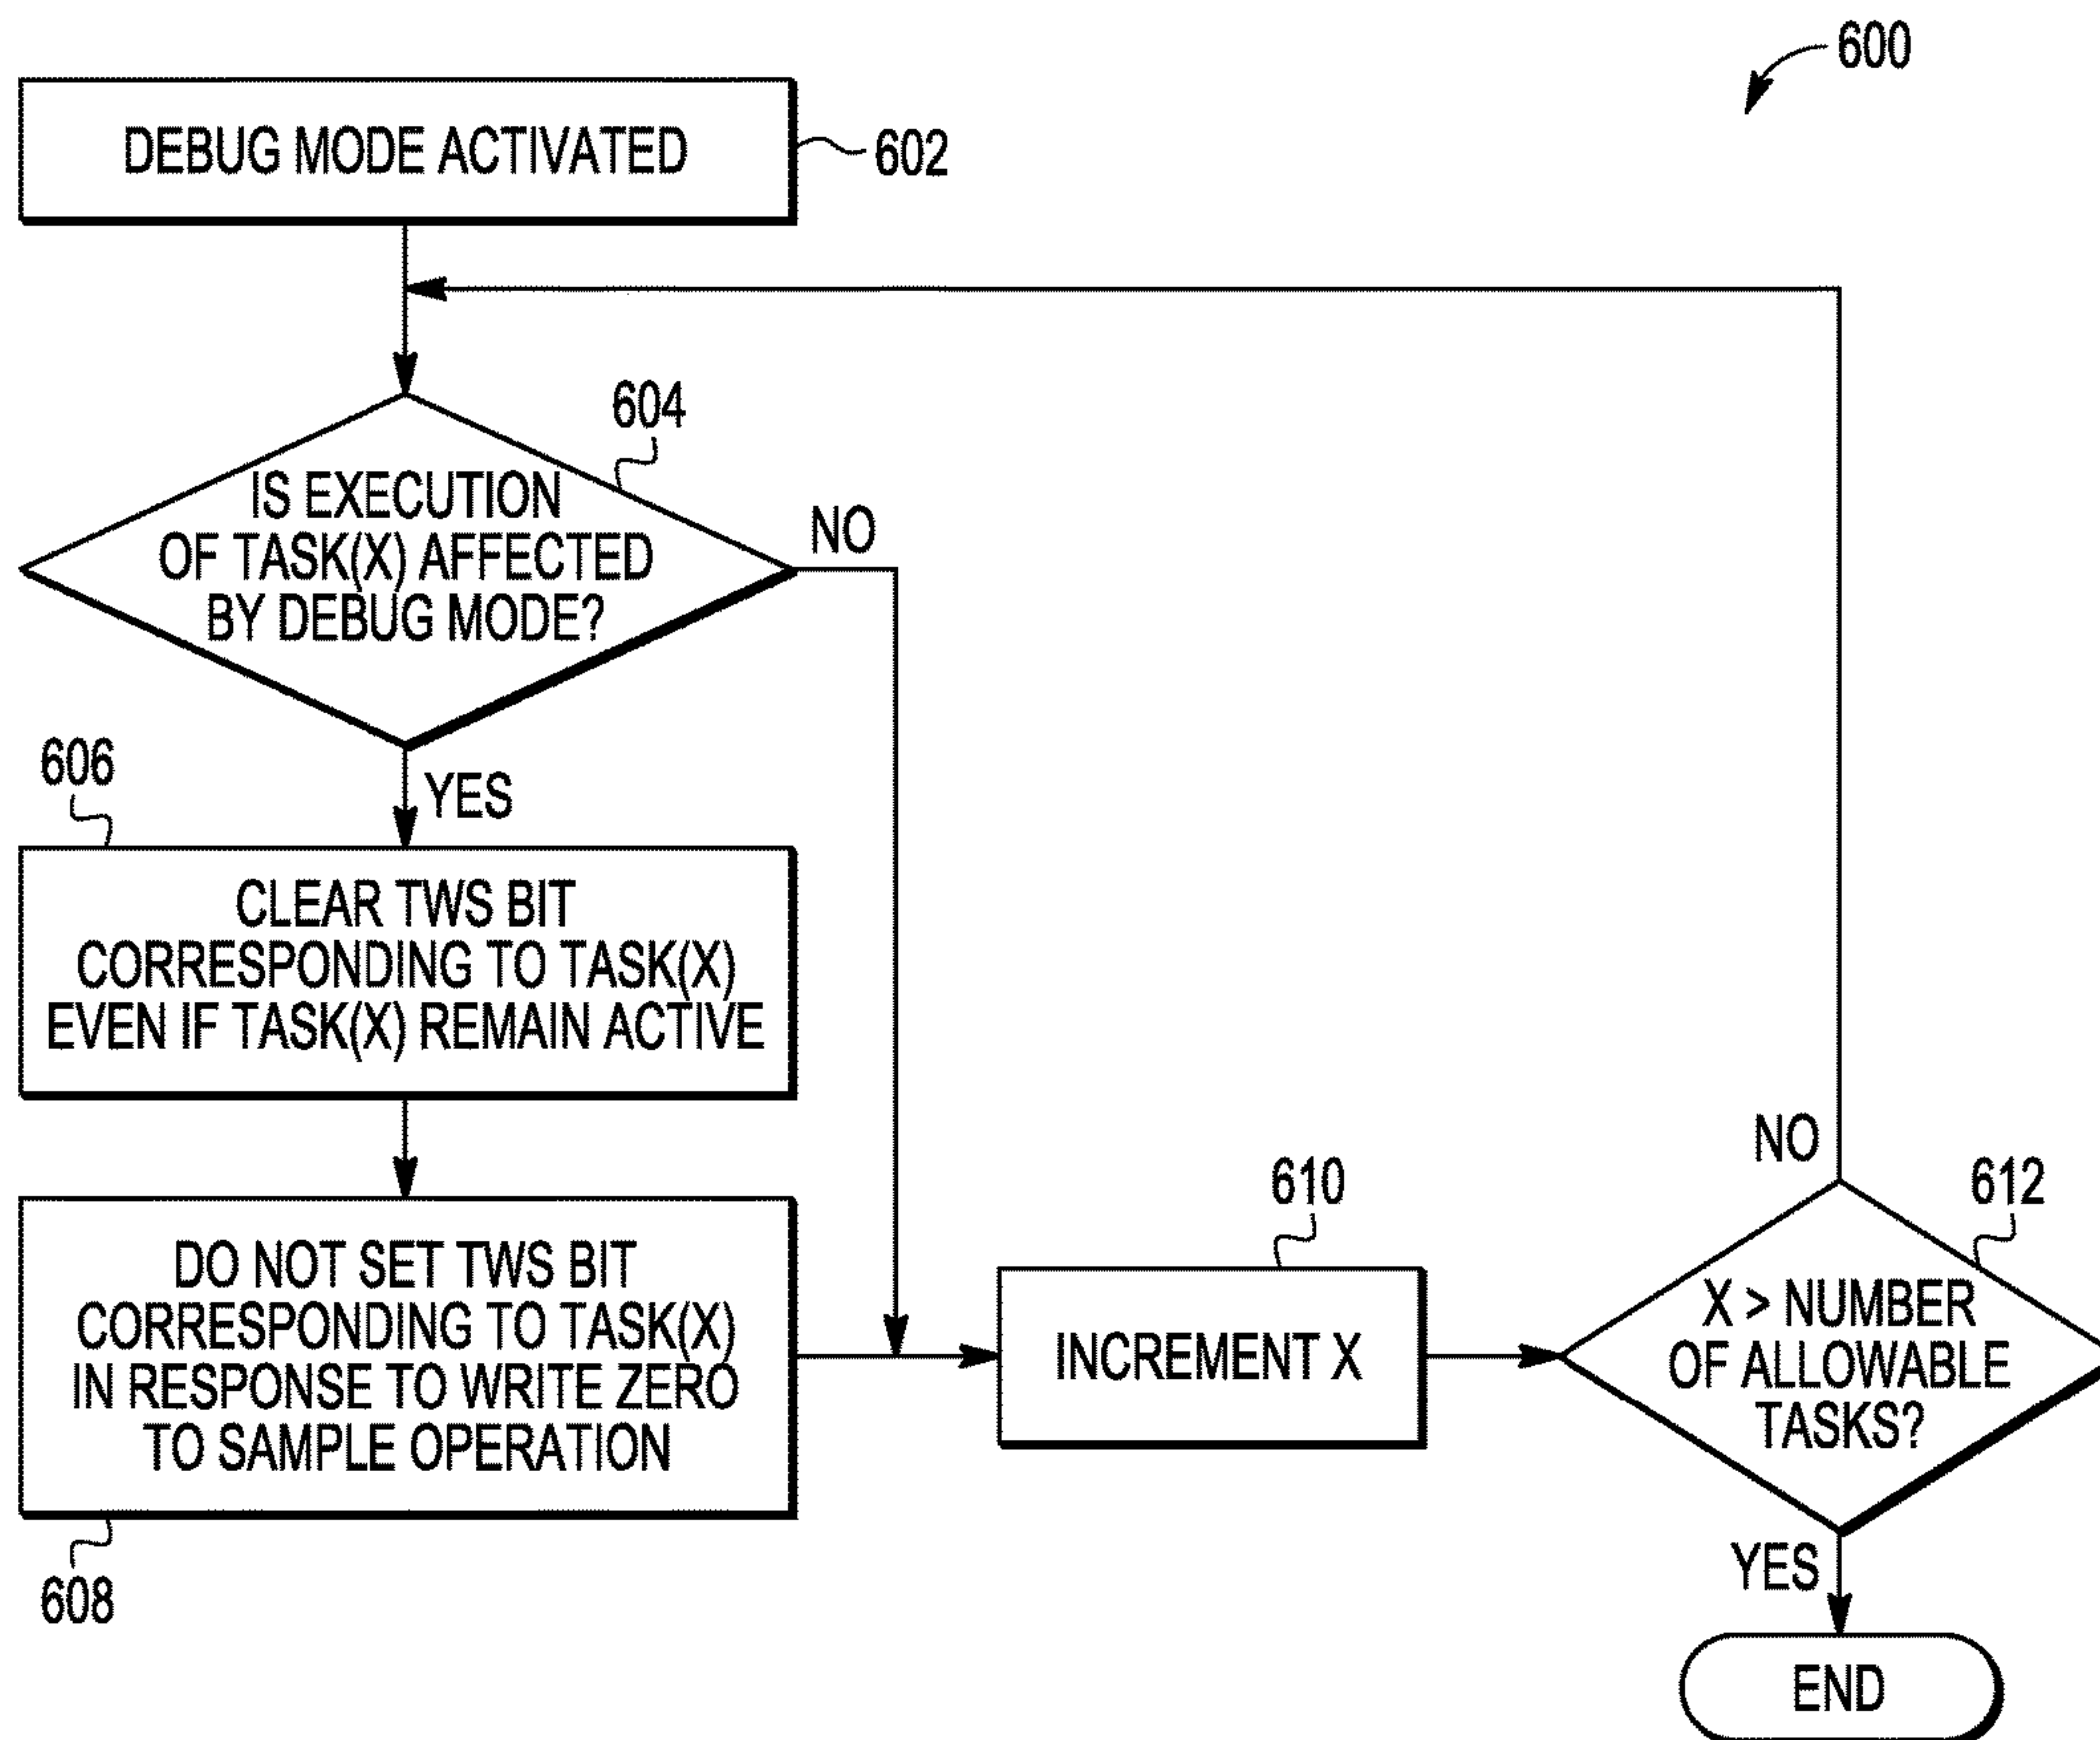 600
DEBUG MODE ACTIVATED
602
604
IS EXECUTION
OF TASK(X) AFFECTED
BY DEBUG MODE?
NO
606
YES
CLEAR TWS BIT
CORRESPONDING TO TASK(X)
EVEN IF TASK(X) REMAIN ACTIVE
DO NOT SET TWS BIT
CORRESPONDING TO TASK(X)
IN RESPONSE TO WRITE ZERO
TO SAMPLE OPERATION
608
610
INCREMENT X
NO
612
X > NUMBER
OF ALLOWABLE
TASKS?
YES
END